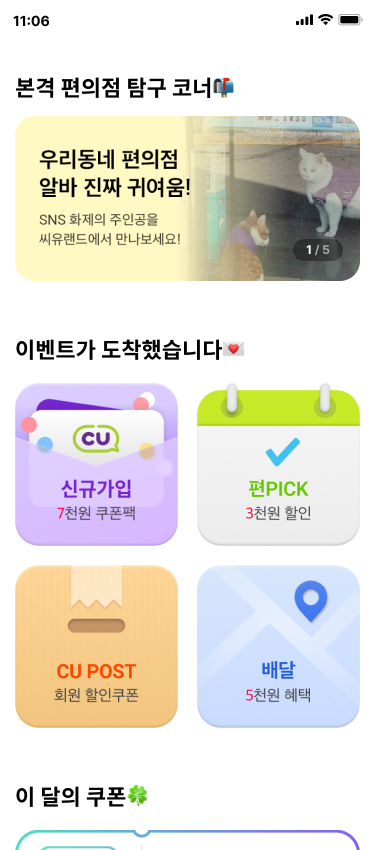 11:06
본격 편의점 탐구 코너📬
우리동네 편의점
알바 진짜 귀여움!
SNS 화제의 주인공을
씨유랜드에서 만나보세요!
1 / 5
이벤트가 도착했습니다💌
CU
신규가입
7천원 쿠폰팩
편PICK
3천원 할인
CU POST
회원 할인쿠폰
배달
5천원 혜택
이 달의 쿠폰🍀